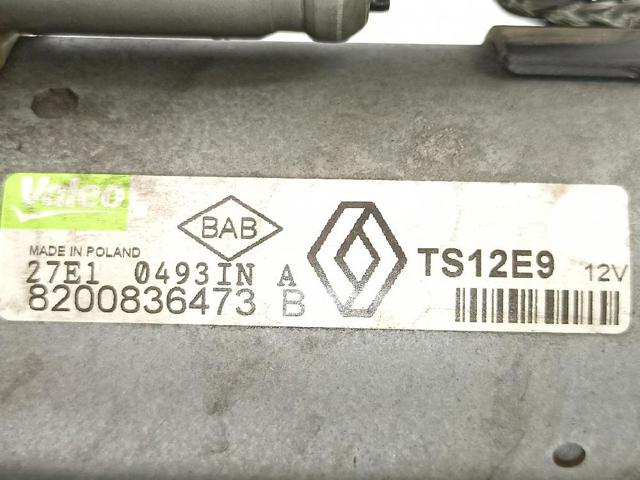 Valeo
BAB
MADE IN POLAND
27E1 0493IN A
8200836473 B
TS12E9 12V